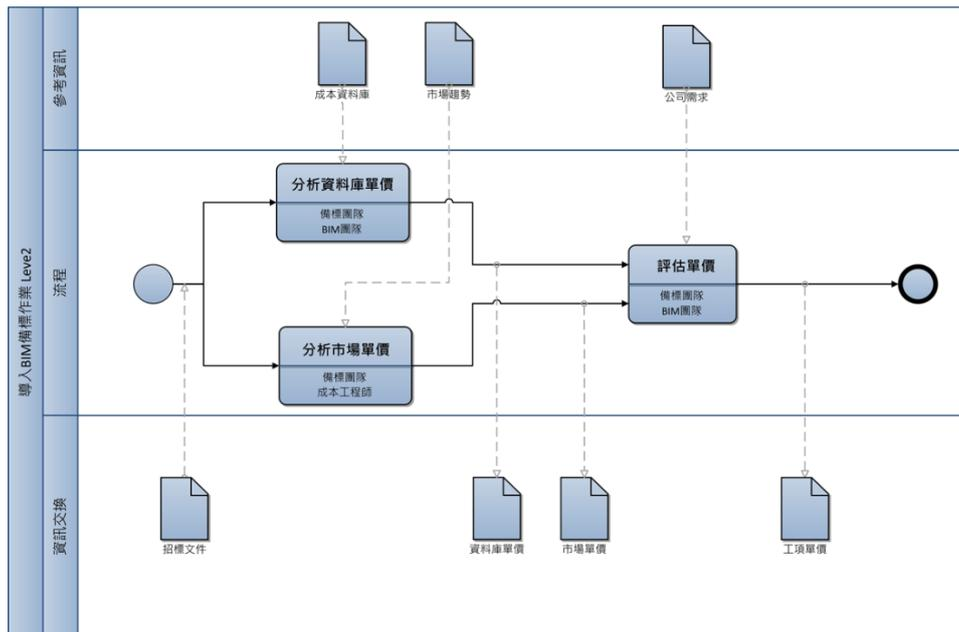 導入BIM備標作業 Leve2
參考資訊
成本資料庫
市場趨勢
公司需求
流程
分析資料庫單價
備標團隊
BIM團隊
分析市場單價
備標團隊
成本工程師
評估單價
備標團隊
BIM團隊
資訊交換
招標文件
資料庫單價
市場單價
工項單價